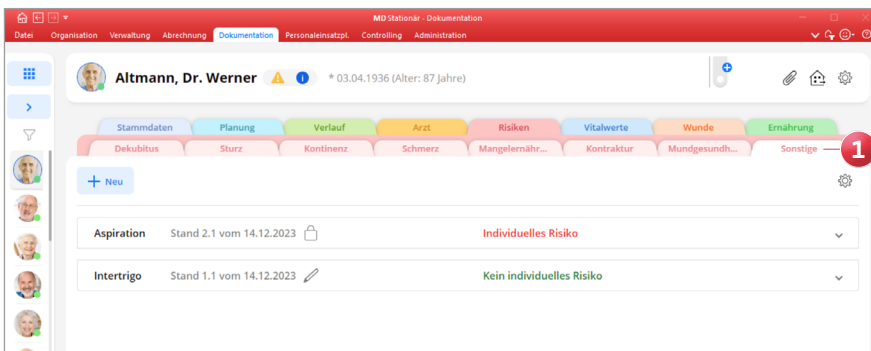 MD Stationär - Dokumentation
Datei Organisation Verwaltung Abrechnung Dokumentation Personaleinsatzpl. Controlling Administration
Altmann, Dr. Werner * 03.04.1936 (Alter: 87 Jahre)
Stammdaten Planung Verlauf Arzt Risiken Vitalwerte Wunde Ernährung
Dekubitus Sturz Kontinenz Schmerz Mangelernähr... Kontraktur Mundgesundh... Sonstige 1
+ Neu
Aspiration Stand 2.1 vom 14.12.2023 Individuelles Risiko
Intertrigo Stand 1.1 vom 14.12.2023 Kein individuelles Risiko